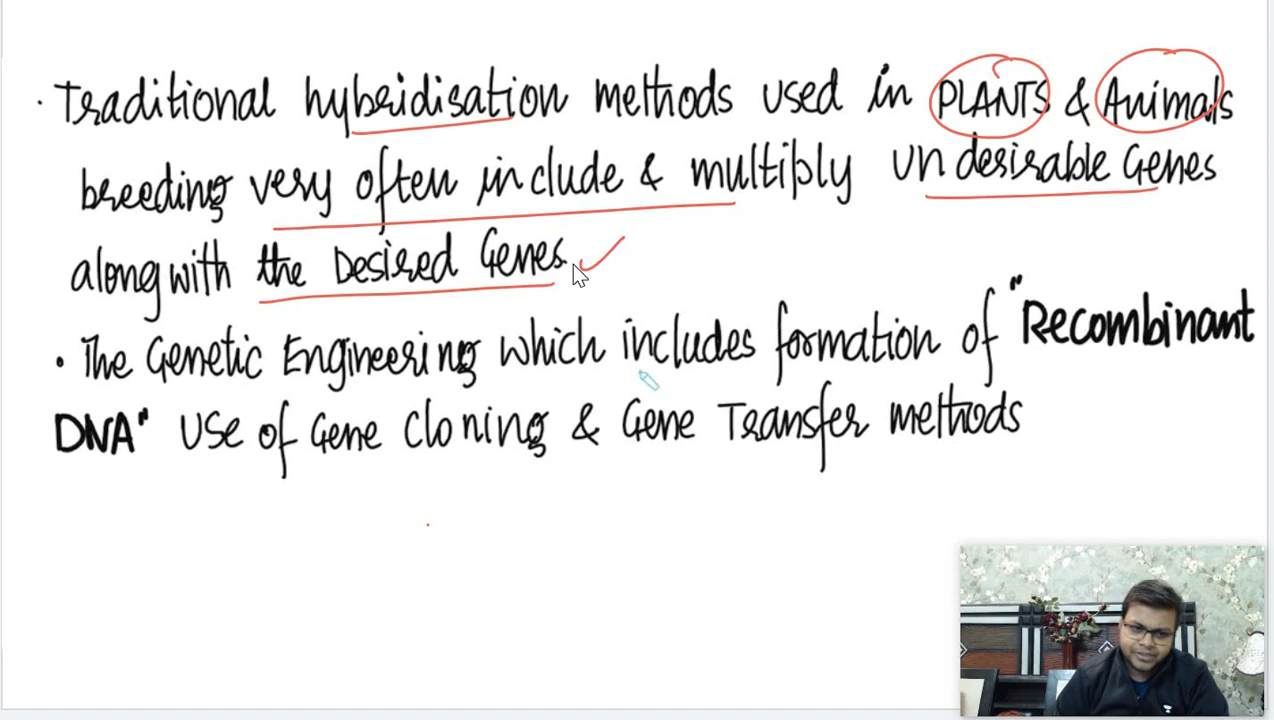 · Traditional hybridisation methods used in PLANTS & Animals
breeding very often include & multiply undesirable Genes
along with the Desired Genes.
· The Genetic Engineering which includes formation of "Recombinant
DNA" Use of Gene Cloning & Gene Transfer methods